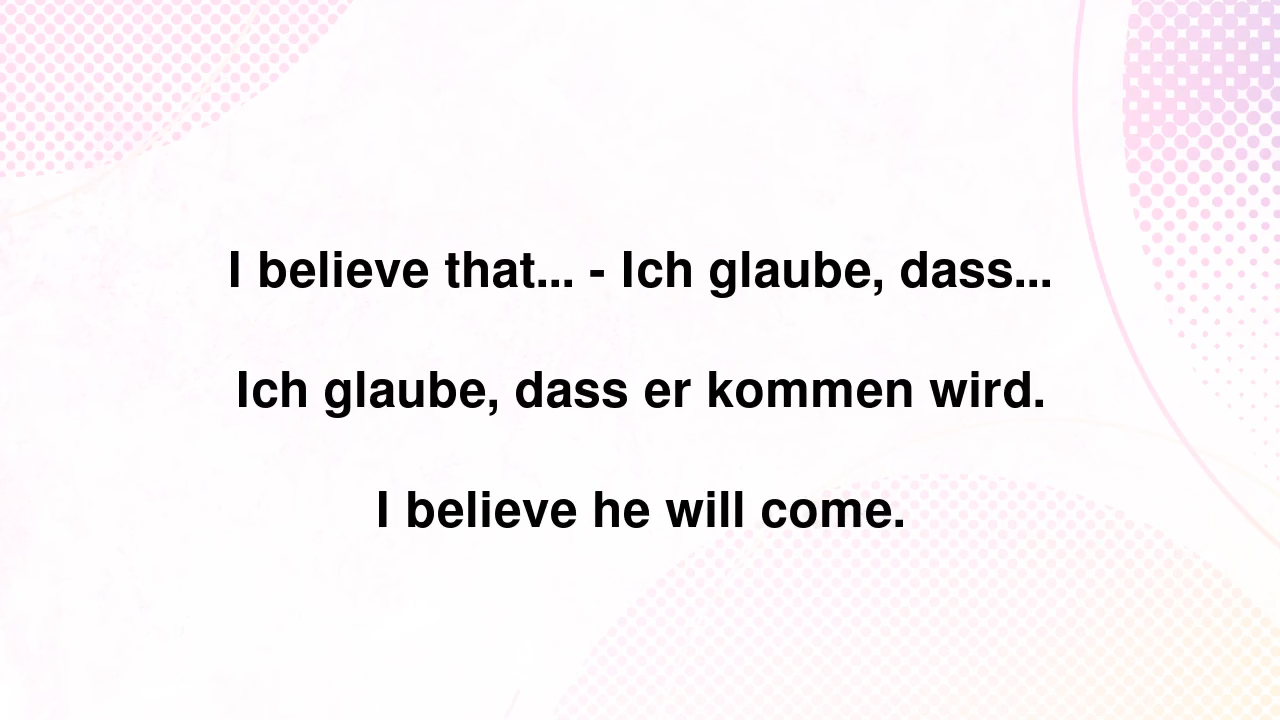 I believe that... - Ich glaube, dass...
Ich glaube, dass er kommen wird.
I believe he will come.